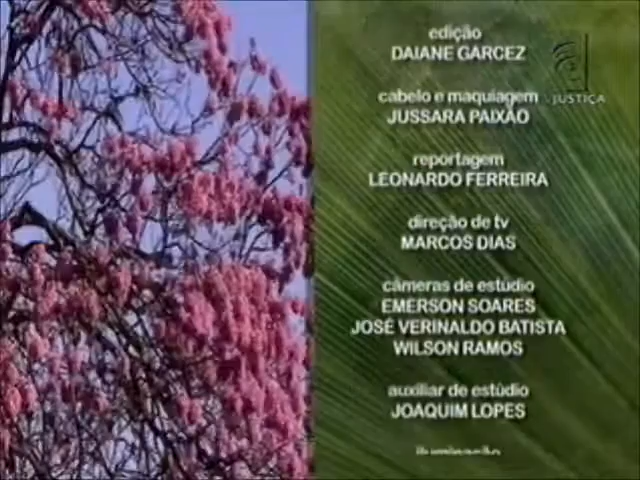 edição
DAIANE GARCEZ
cabelo e maquiagem
JUSSARA PAIXÃO
JUSTIÇA
reportagem
LEONARDO FERREIRA
direção de tv
MARCOS DIAS
câmeras de estúdio
EMERSON SOARES
JOSÉ VERINALDO BATISTA
WILSON RAMOS
auxiliar de estúdio
JOAQUIM LOPES